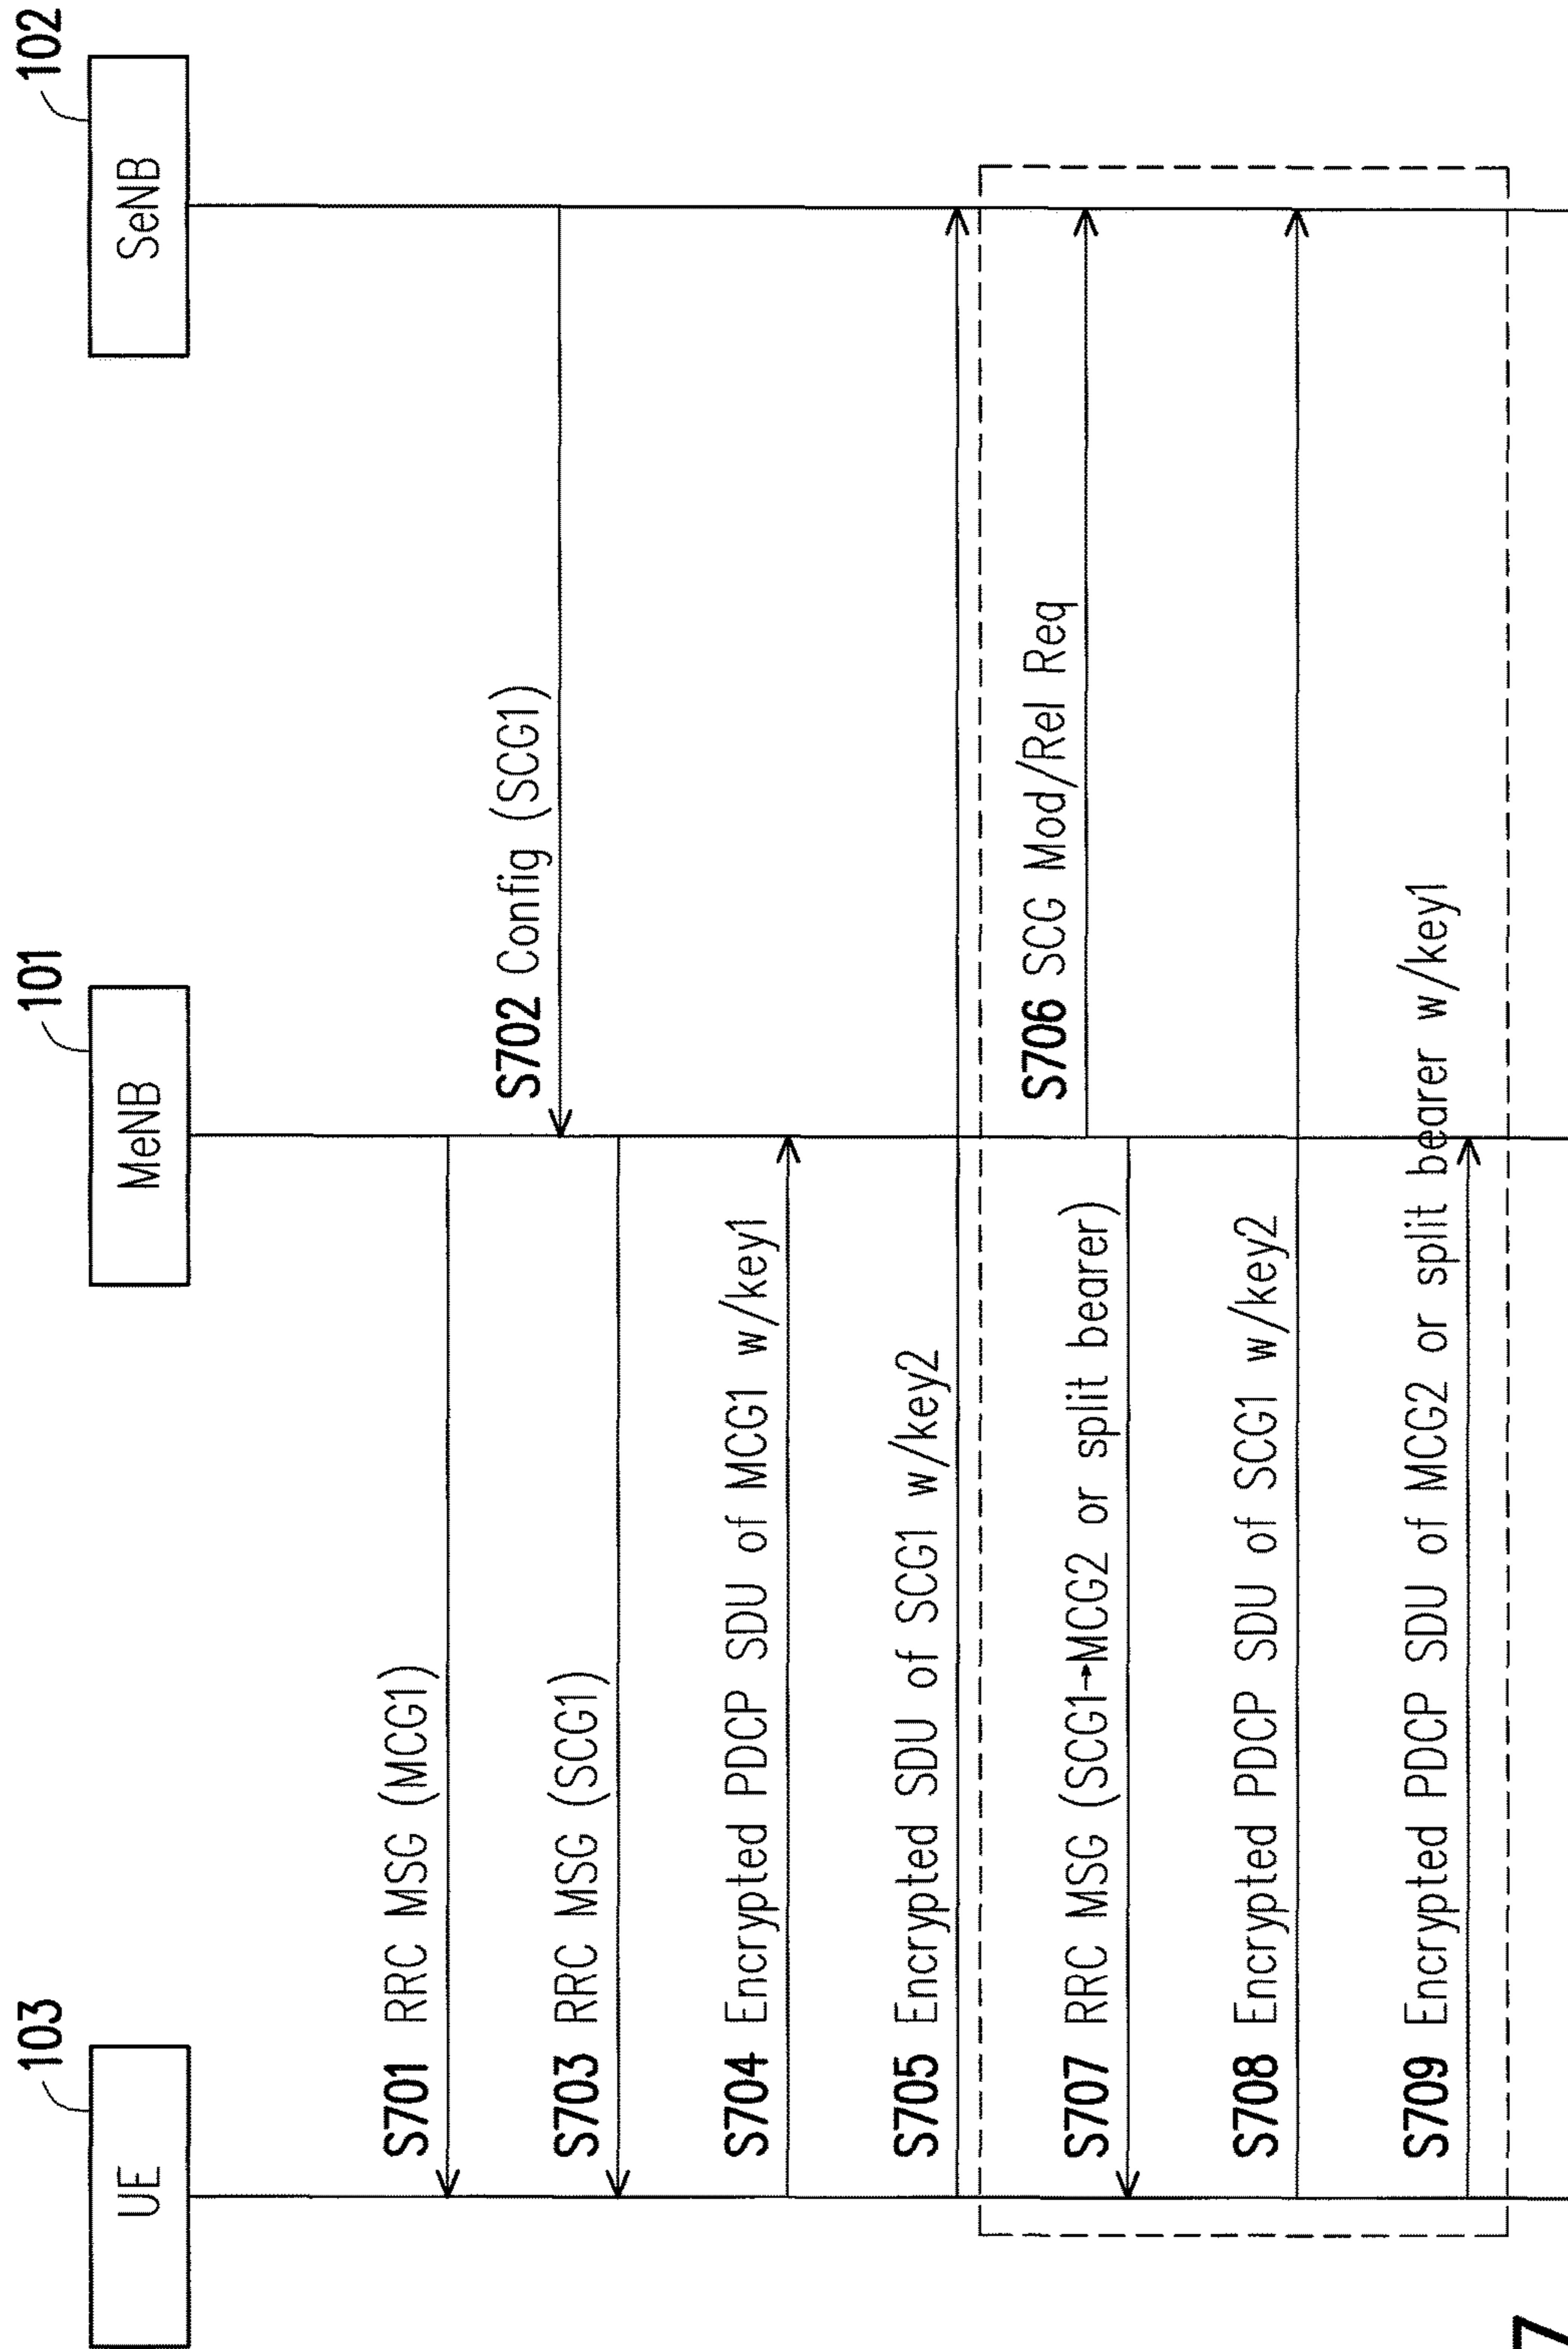 103
101
102
UE
MeNB
SeNB
S701 RRC MSG (MCG1)
S702 Config (SCG1)
S703 RRC MSG (SCG1)
S704 Encrypted PDCP SDU of MCG1 w/key1
S705 Encrypted SDU of SCG1 w/key2
S706 SCG Mod/Rel Req
S707 RRC MSG (SCG1→MCG2 or split bearer)
S708 Encrypted PDCP SDU of SCG1 w/key2
S709 Encrypted PDCP SDU of MCG2 or split bearer w/key1
7